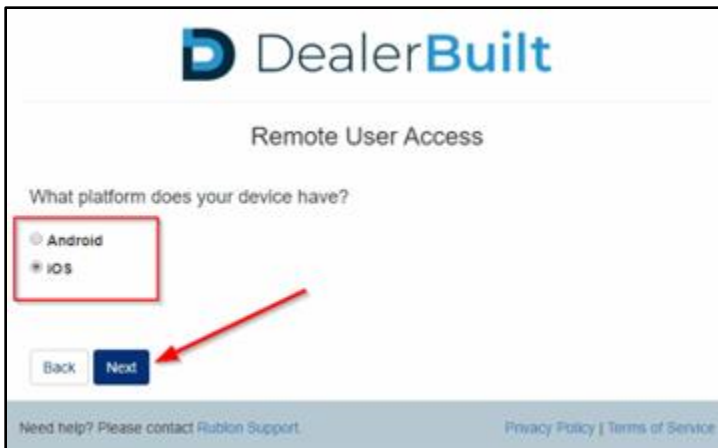 DealerBuilt
Remote User Access
What platform does your device have?
Android
iOS
Back Next
Need help? Please contact Rublon Support. Privacy Policy | Terms of Service